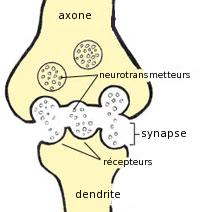 axone
neurotransmetteurs
synapse
récepteurs
dendrite